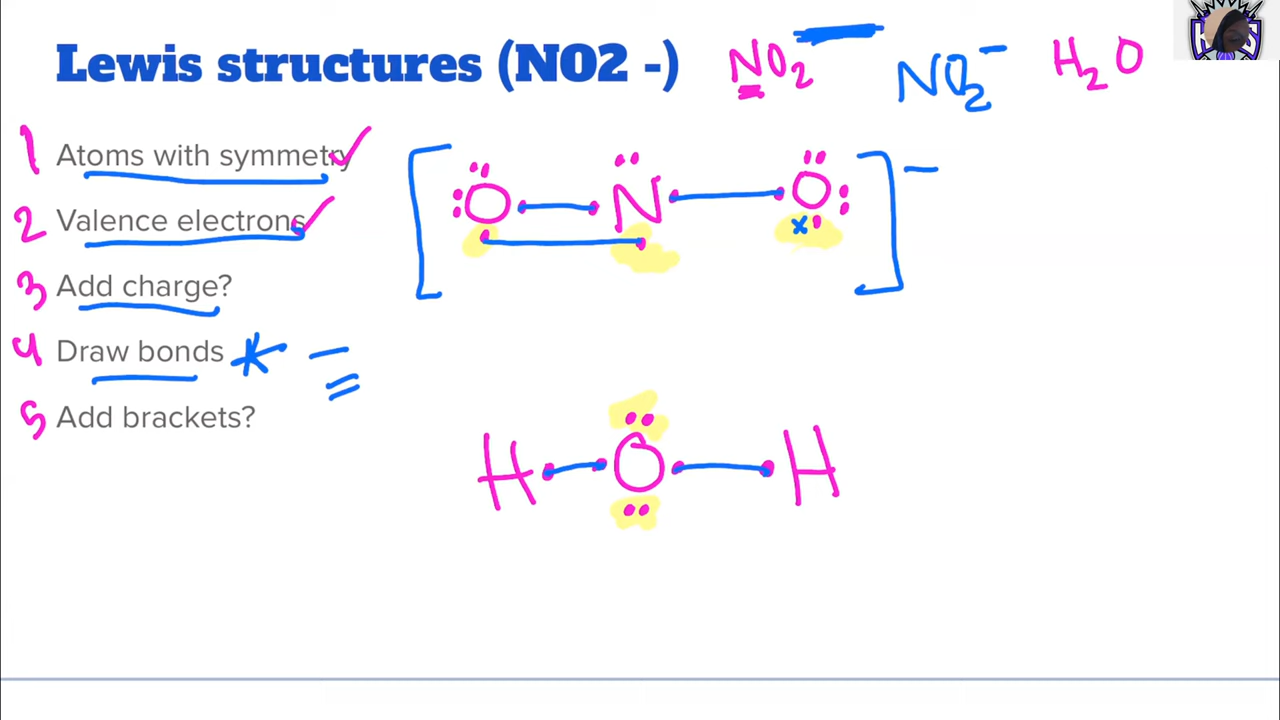 Lewis structures (NO2 -) NO2 NO2⁻ H2O
1 Atoms with symmetry
2 Valence electrons
3 Add charge?
4 Draw bonds * − =
5 Add brackets?
[ O N O ] −
H O H